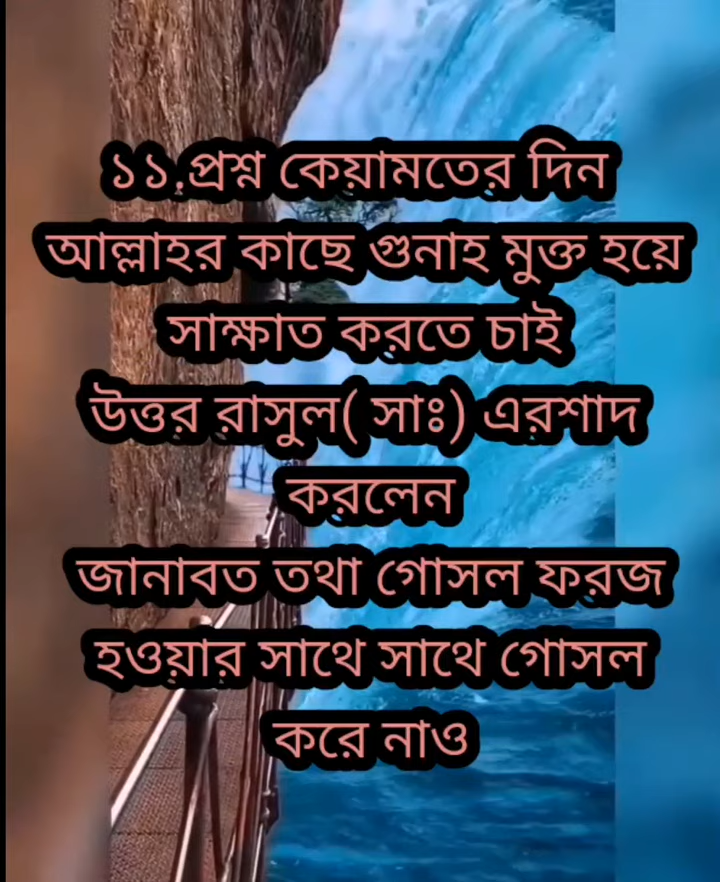 ১১.প্রশ্ন কেয়ামতের দিন
আল্লাহর কাছে গুনাহ মুক্ত হয়ে
সাক্ষাত করতে চাই
উত্তর রাসুল( সাঃ) এরশাদ
করলেন
জানাবত তথা গোসল ফরজ
হওয়ার সাথে সাথে গোসল
করে নাও